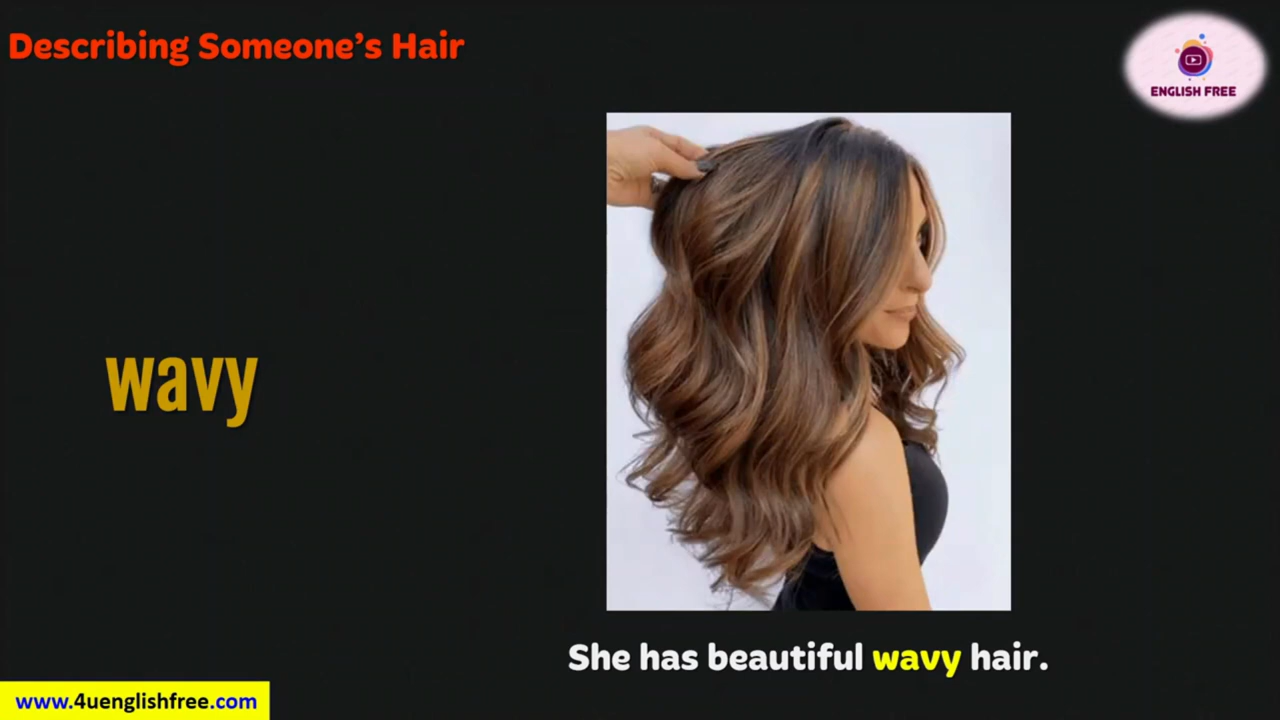 Describing Someone's Hair
ENGLISH FREE
wavy
She has beautiful wavy hair.
www.4uenglishfree.com